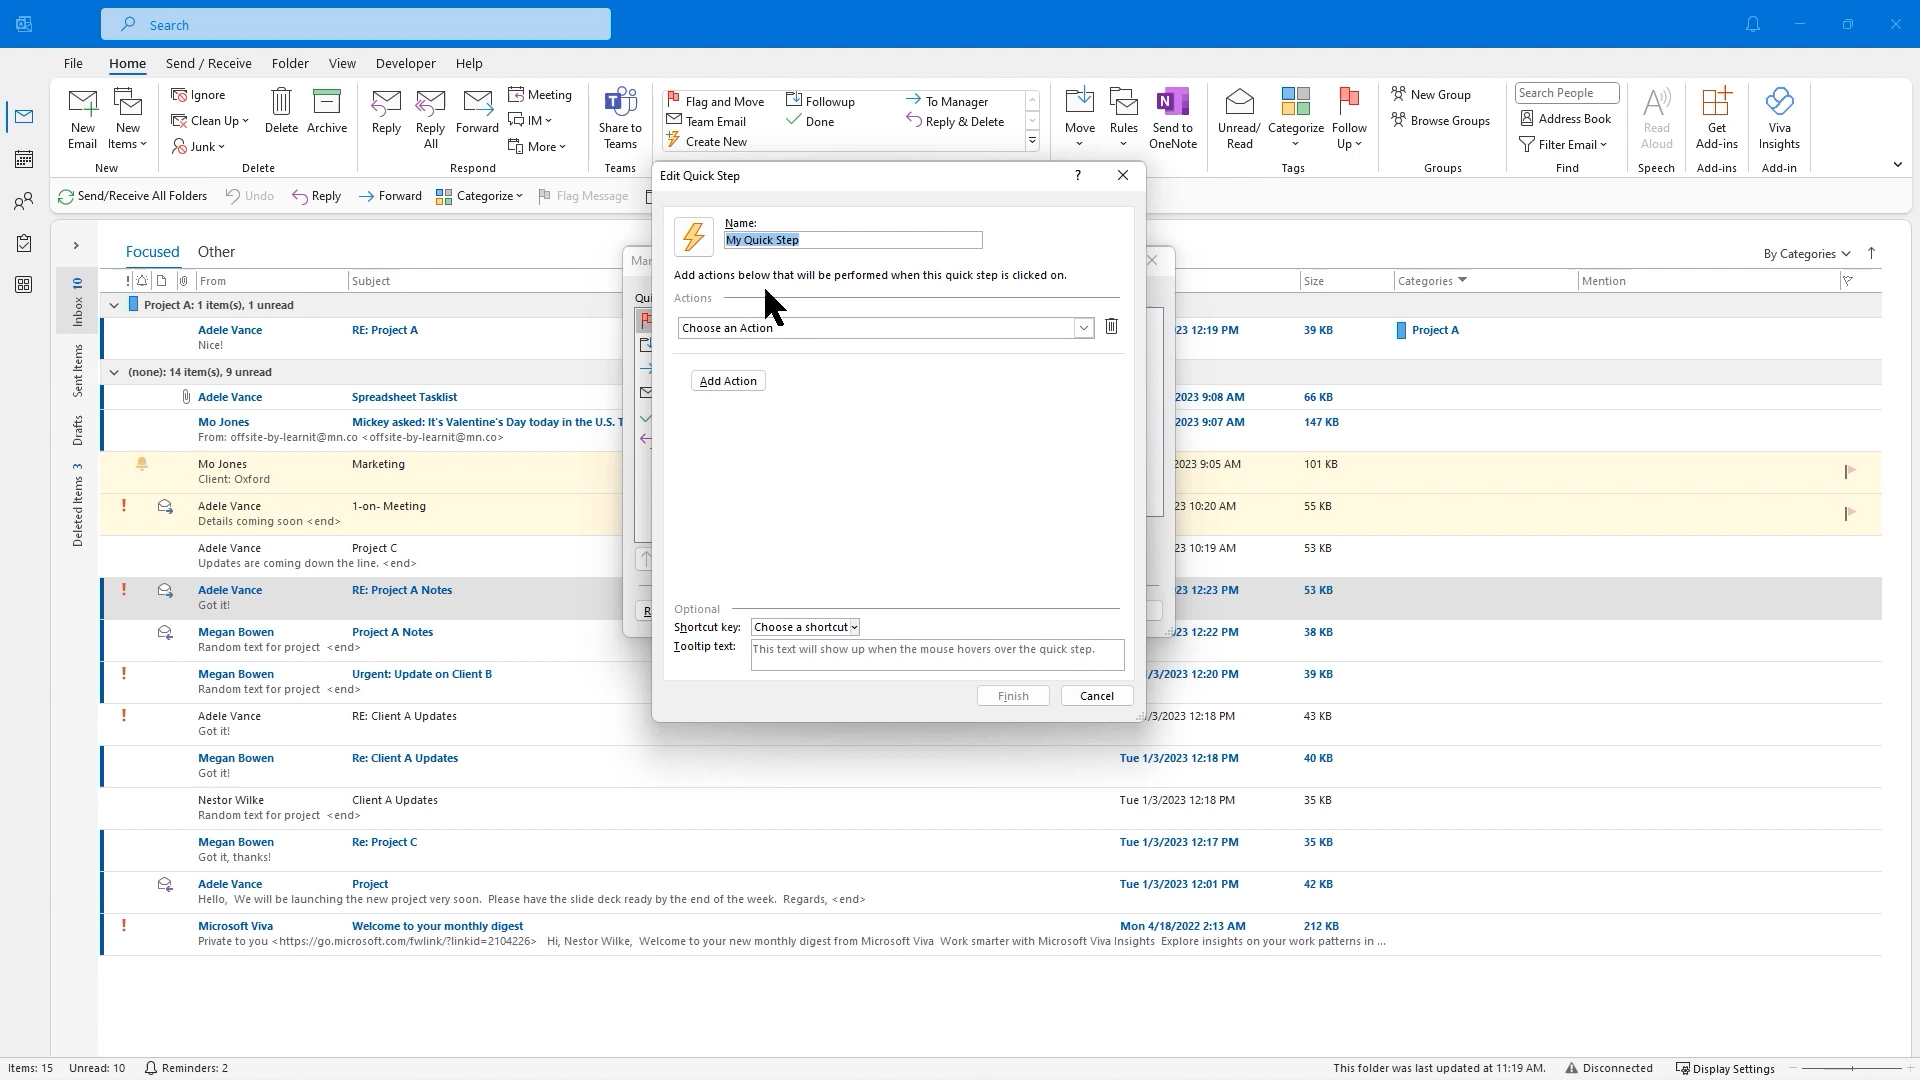 Search
File Home Send / Receive Folder View Developer Help
New Email
New Items
New
Ignore
Clean Up
Junk
Delete
Archive
Delete
Reply
Reply All
Forward
Meeting
IM
More
Respond
Share to Teams
Teams
Flag and Move
Followup
To Manager
Team Email
Done
Reply & Delete
Create New
Move
Rules
Send to OneNote
Unread/ Read
Categorize
Follow Up
Tags
New Group
Browse Groups
Groups
Search People
Address Book
Filter Email
Find
Read Aloud
Speech
Get Add-ins
Add-ins
Viva Insights
Add-in
Send/Receive All Folders Undo Reply Forward Categorize Flag Message
Edit Quick Step ?
Name:
My Quick Step
Add actions below that will be performed when this quick step is clicked on.
Actions
Choose an Action
Add Action
Optional
Shortcut key: Choose a shortcut
Tooltip text: This text will show up when the mouse hovers over the quick step.
Finish Cancel
Inbox 10
Sent Items
Drafts
Deleted Items 3
Focused Other
By Categories
! From Subject Size Categories Mention
Project A: 1 item(s), 1 unread
Adele Vance RE: Project A 23 12:19 PM 39 KB Project A
Nice!
(none): 14 item(s), 9 unread
Adele Vance Spreadsheet Tasklist 2023 9:08 AM 66 KB
Mo Jones Mickey asked: It's Valentine's Day today in the U.S. T 2023 9:07 AM 147 KB
From: offsite-by-learnit@mn.co <offsite-by-learnit@mn.co>
Mo Jones Marketing 2023 9:05 AM 101 KB
Client: Oxford
! Adele Vance 1-on- Meeting 23 10:20 AM 55 KB
Details coming soon <end>
Adele Vance Project C 23 10:19 AM 53 KB
Updates are coming down the line. <end>
! Adele Vance RE: Project A Notes 23 12:23 PM 53 KB
Got it!
Megan Bowen Project A Notes 23 12:22 PM 38 KB
Random text for project <end>
! Megan Bowen Urgent: Update on Client B /3/2023 12:20 PM 39 KB
Random text for project <end>
! Adele Vance RE: Client A Updates /3/2023 12:18 PM 43 KB
Got it!
Megan Bowen Re: Client A Updates Tue 1/3/2023 12:18 PM 40 KB
Got it!
Nestor Wilke Client A Updates Tue 1/3/2023 12:18 PM 35 KB
Random text for project <end>
Megan Bowen Re: Project C Tue 1/3/2023 12:17 PM 35 KB
Got it, thanks!
Adele Vance Project Tue 1/3/2023 12:01 PM 42 KB
Hello, We will be launching the new project very soon. Please have the slide deck ready by the end of the week. Regards, <end>
! Microsoft Viva Welcome to your monthly digest Mon 4/18/2022 2:13 AM 212 KB
Private to you <https://go.microsoft.com/fwlink/?linkid=2104226> Hi, Nestor Wilke, Welcome to your new monthly digest from Microsoft Viva Work smarter with Microsoft Viva Insights Explore insights on your work patterns in ...
Items: 15 Unread: 10 Reminders: 2 This folder was last updated at 11:19 AM. Disconnected Display Settings